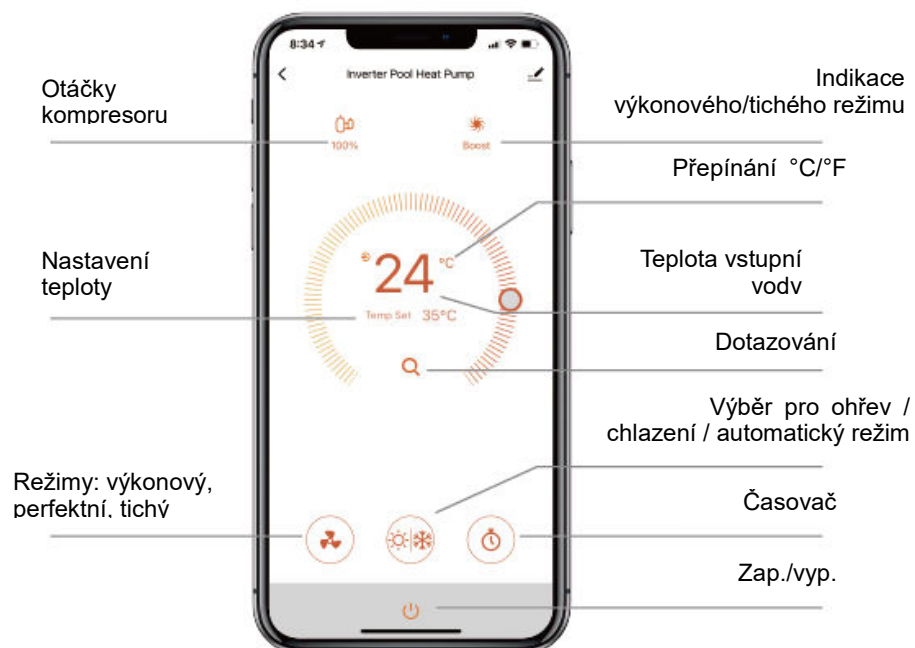 8:34
Inverter Pool Heat Pump
Otáčky
kompresoru
Indikace
výkonového/tichého režimu
100%
Boost
Přepínání °C/°F
24 °C
Nastavení
teploty
Teplota vstupní
vody
Temp Set 35°C
Dotazování
Výběr pro ohřev /
chlazení / automatický režim
Režimy: výkonový,
perfektní, tichý
Časovač
Zap./vyp.